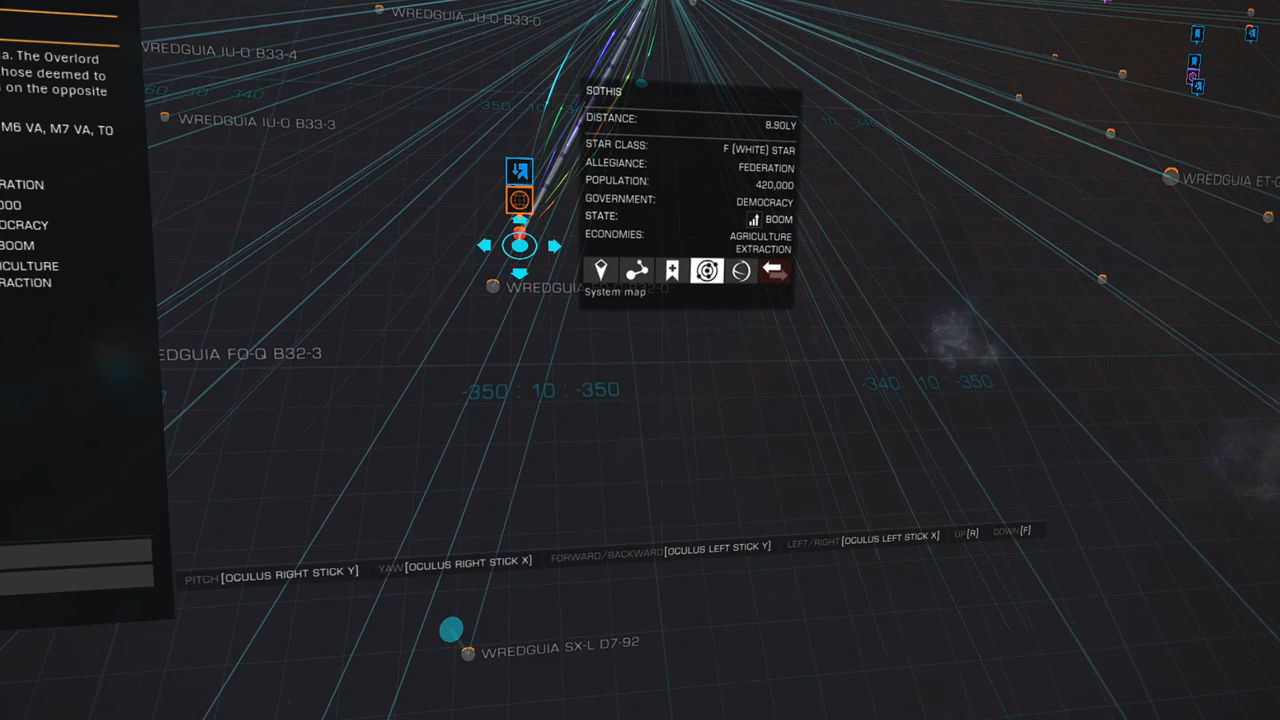 a. The Overlord
hose deemed to
s on the opposite
M6 VA, M7 VA, TO
RATION
000
OCRACY
BOOM
CULTURE
RACTION
WREDGUIA JU-O B33-0
WREDGUIA IU-O B33-4
WREDGUIA IU-O B33-3
SOTHIS
DISTANCE: 8.90LY
STAR CLASS: F (WHITE) STAR
ALLEGIANCE: FEDERATION
POPULATION: 420,000
GOVERNMENT: DEMOCRACY
STATE: BOOM
ECONOMIES: AGRICULTURE
EXTRACTION
System map
WREDGUIA ET-
WREDGUIA
EDGUIA FO-Q B32-3
-350 : 10 : -350
-340 : 10 : -350
PITCH [OCULUS RIGHT STICK Y] YAW [OCULUS RIGHT STICK X] FORWARD/BACKWARD [OCULUS LEFT STICK Y] LEFT/RIGHT [OCULUS LEFT STICK X] UP [R] DOWN [F]
WREDGUIA SX-L D7-92